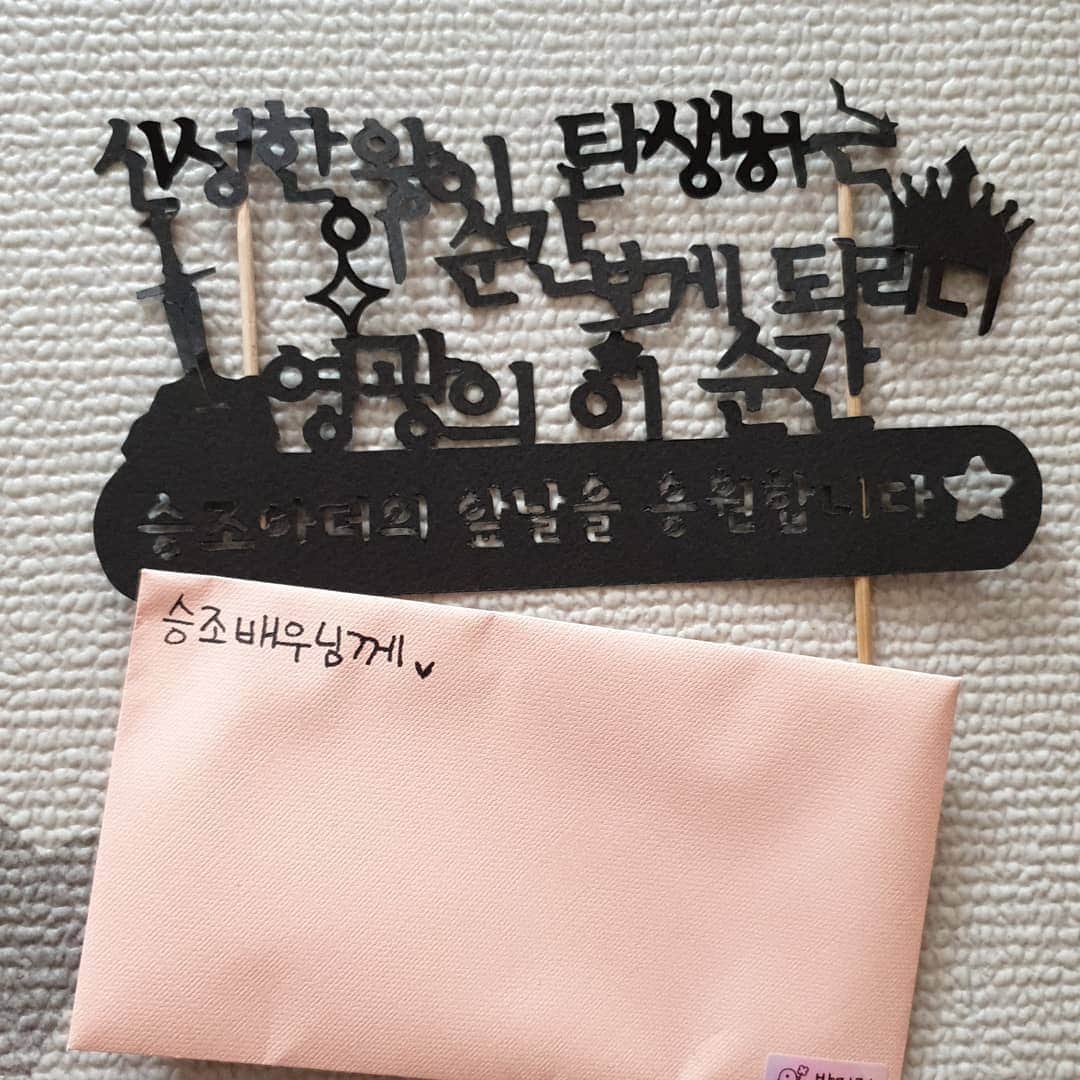 신성한 왕이 탄생하는
이 순간 보게 되리라
영광의 이 순간
승조아더의 앞날을 응원합니다
승조배우님께